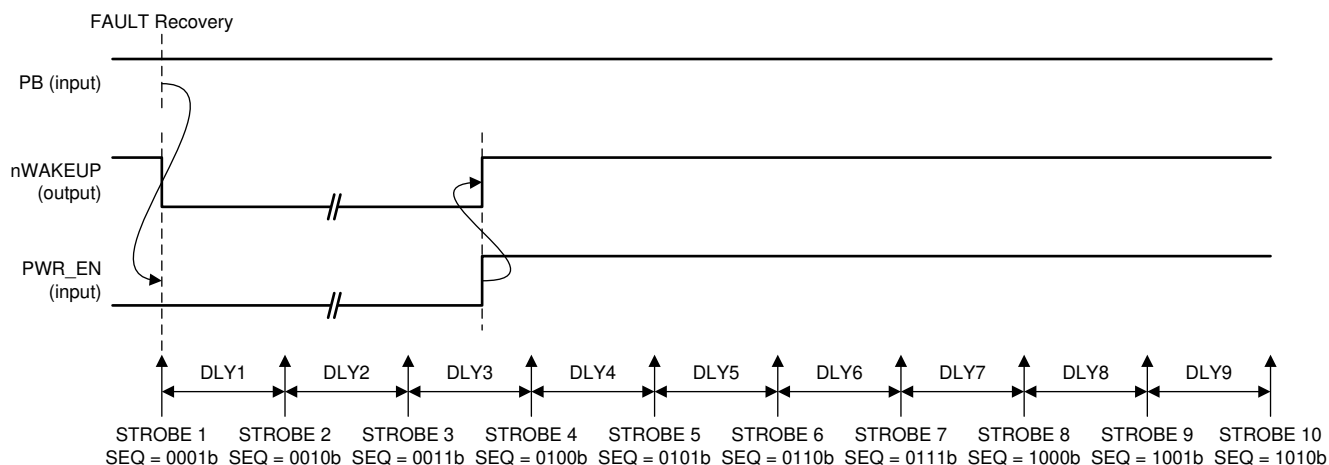 FAULT Recovery
PB (input)
nWAKEUP
(output)
PWR_EN
(input)
DLY1 DLY2 DLY3 DLY4 DLY5 DLY6 DLY7 DLY8 DLY9
STROBE 1 STROBE 2 STROBE 3 STROBE 4 STROBE 5 STROBE 6 STROBE 7 STROBE 8 STROBE 9 STROBE 10
SEQ = 0001b SEQ = 0010b SEQ = 0011b SEQ = 0100b SEQ = 0101b SEQ = 0110b SEQ = 0111b SEQ = 1000b SEQ = 1001b SEQ = 1010b